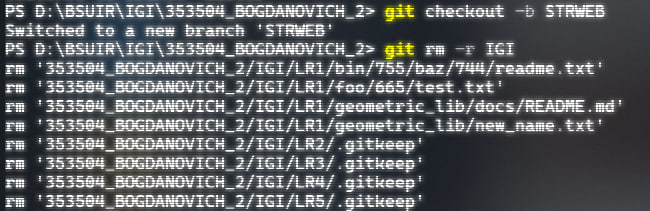 PS D:\BSUIR\IGI\353504_BOGDANOVICH_2> git checkout -b STRWEB
Switched to a new branch 'STRWEB'
PS D:\BSUIR\IGI\353504_BOGDANOVICH_2> git rm -r IGI
rm '353504_BOGDANOVICH_2/IGI/LR1/bin/755/baz/744/readme.txt'
rm '353504_BOGDANOVICH_2/IGI/LR1/foo/665/test.txt'
rm '353504_BOGDANOVICH_2/IGI/LR1/geometric_lib/docs/README.md'
rm '353504_BOGDANOVICH_2/IGI/LR1/geometric_lib/new_name.txt'
rm '353504_BOGDANOVICH_2/IGI/LR2/.gitkeep'
rm '353504_BOGDANOVICH_2/IGI/LR3/.gitkeep'
rm '353504_BOGDANOVICH_2/IGI/LR4/.gitkeep'
rm '353504_BOGDANOVICH_2/IGI/LR5/.gitkeep'